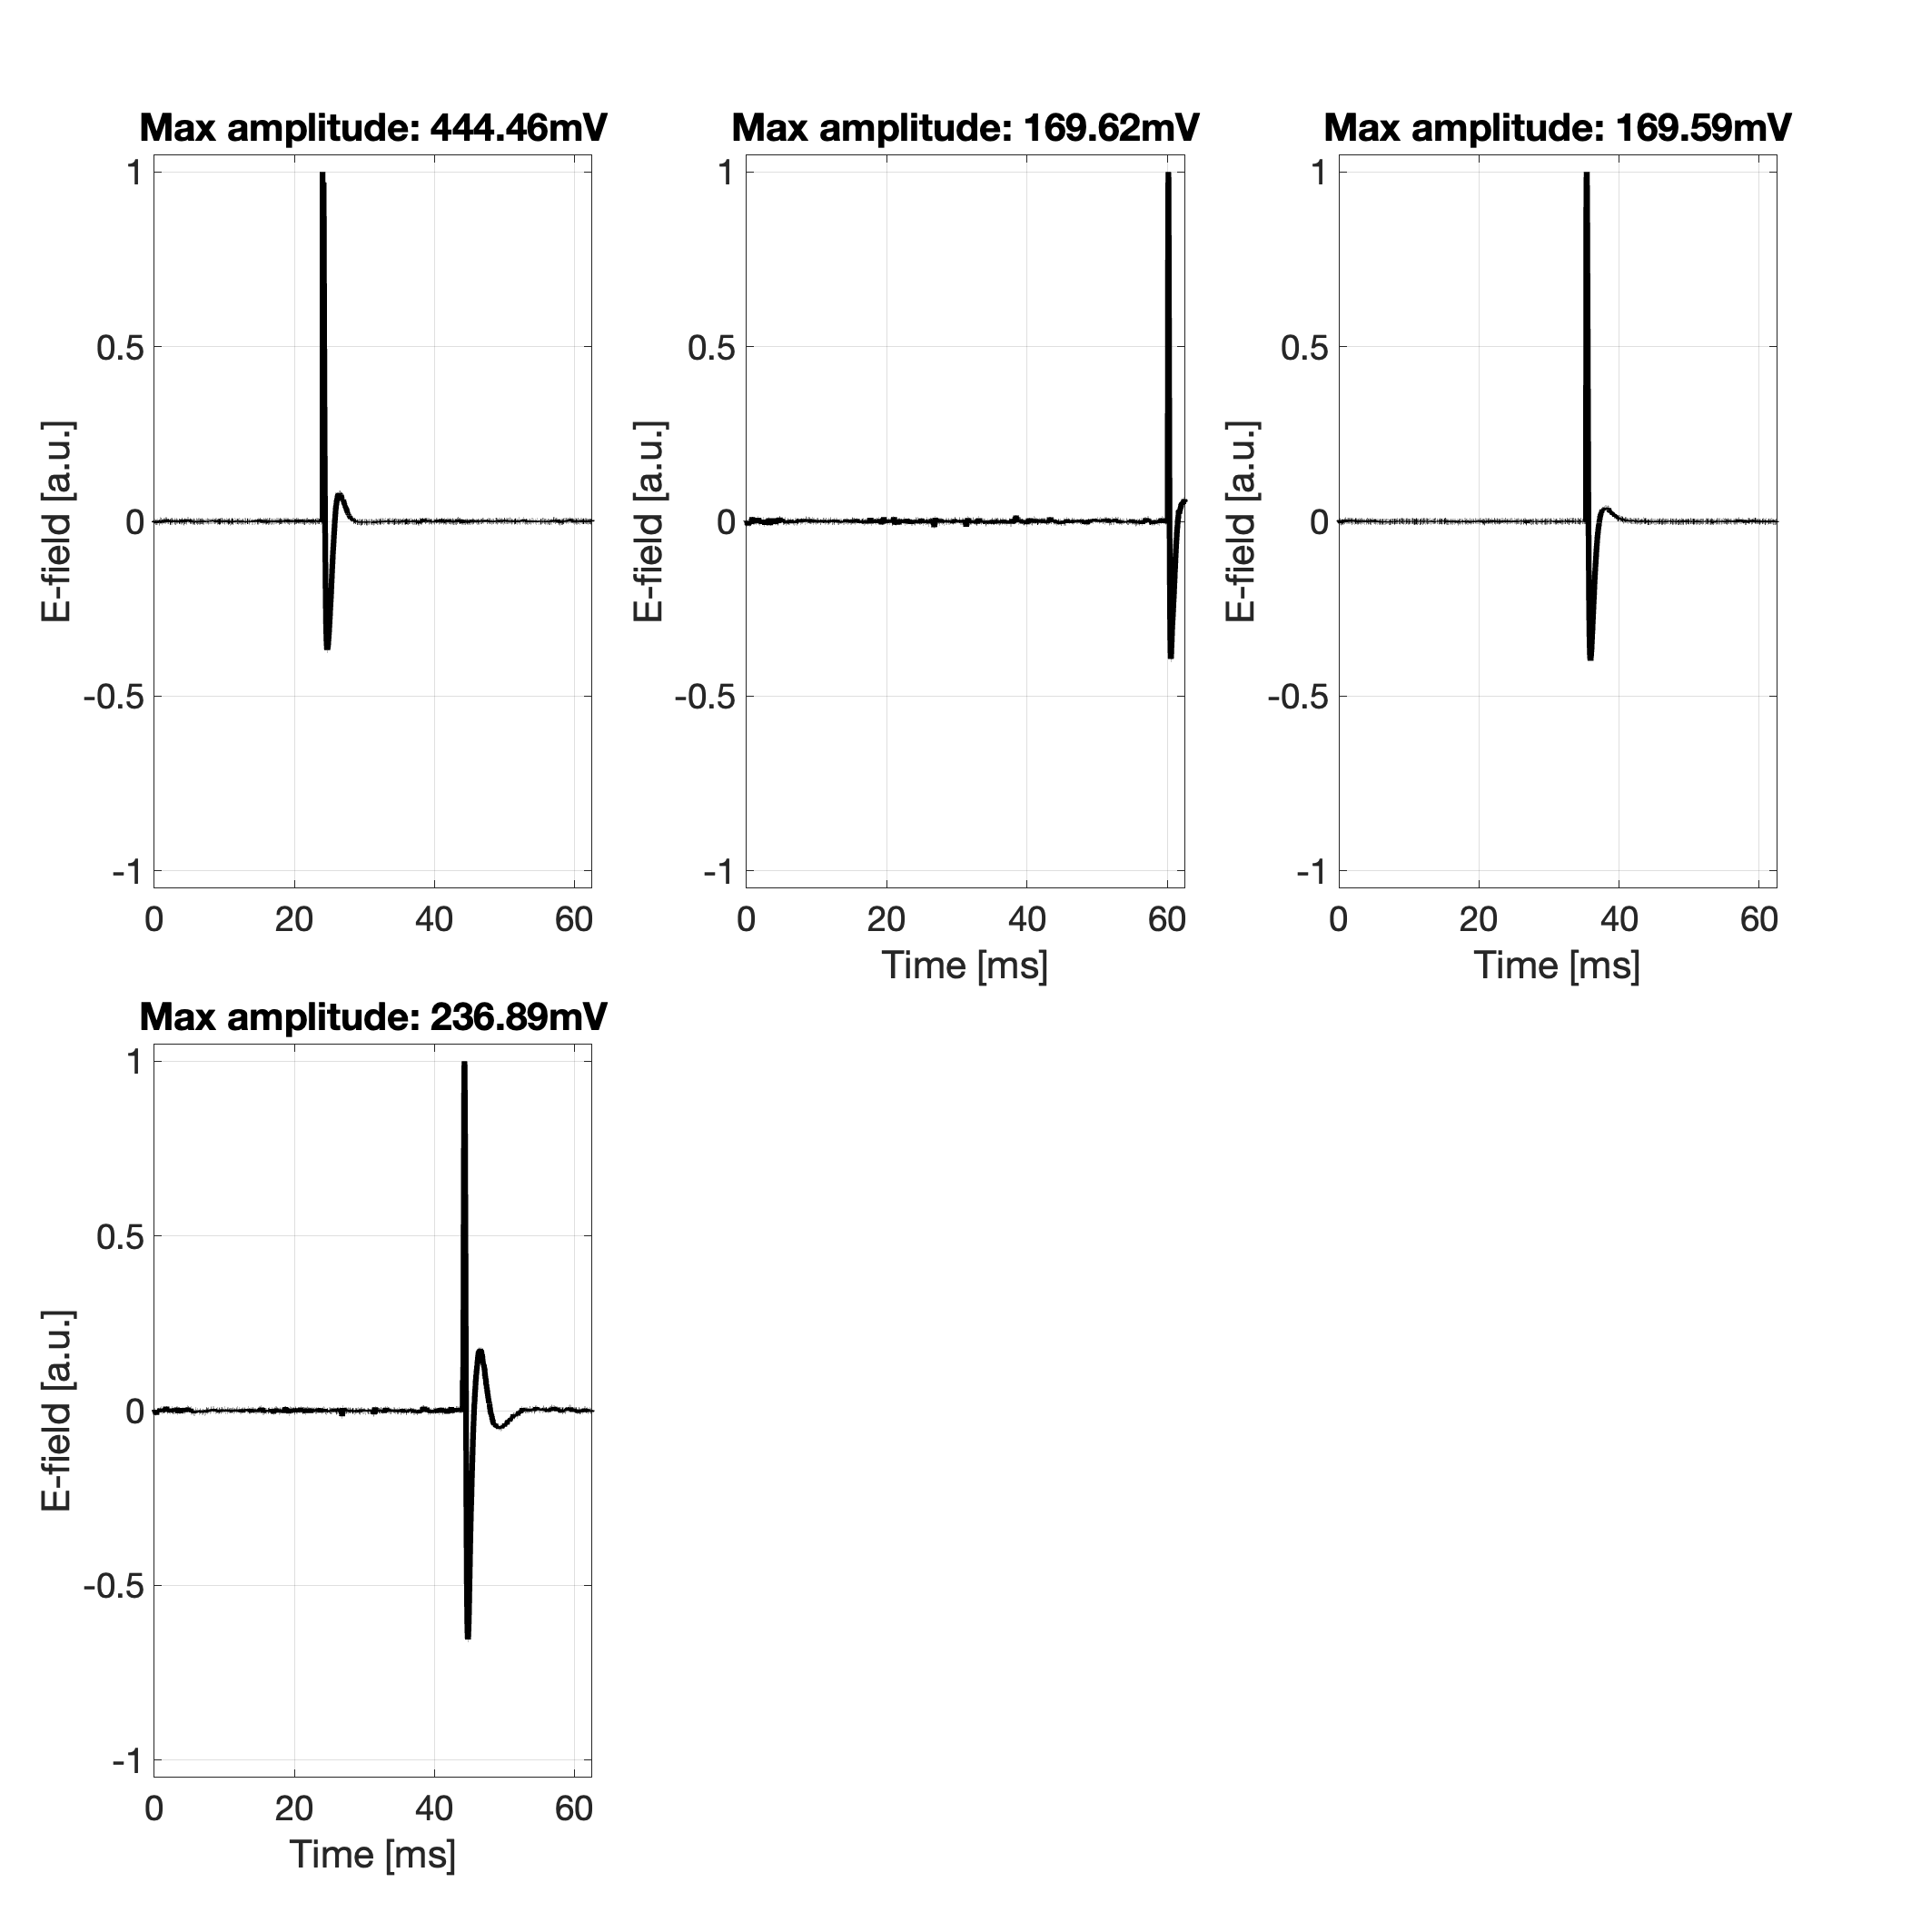 Max amplitude: 444.46mV
Max amplitude: 169.62mV
Max amplitude: 169.59mV
1
0.5
0
-0.5
-1
E-field [a.u.]
0 20 40 60
1
0.5
0
-0.5
-1
E-field [a.u.]
0 20 40 60
Time [ms]
1
0.5
0
-0.5
-1
E-field [a.u.]
0 20 40 60
Time [ms]
Max amplitude: 236.89mV
1
0.5
0
-0.5
-1
E-field [a.u.]
0 20 40 60
Time [ms]